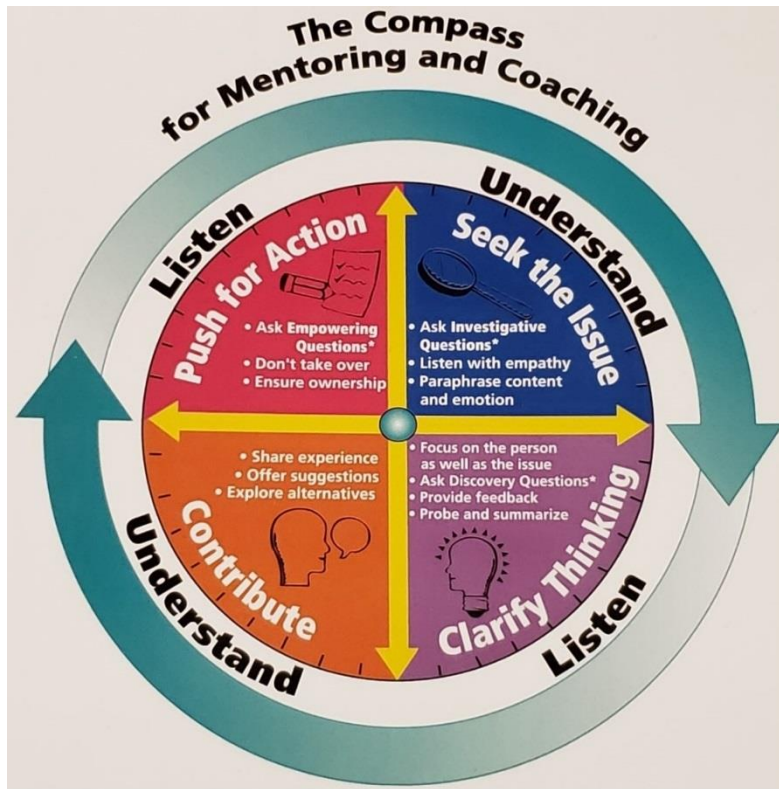 The Compass
for Mentoring and Coaching
Listen
Understand
Push for Action
• Ask Empowering
Questions*
• Don't take over
• Ensure ownership
Seek the Issue
• Ask Investigative
Questions*
• Listen with empathy
• Paraphrase content
and emotion
Contribute
• Share experience
• Offer suggestions
• Explore alternatives
Clarify Thinking
• Focus on the person
as well as the issue
• Ask Discovery Questions*
• Provide feedback
• Probe and summarize
Understand
Listen